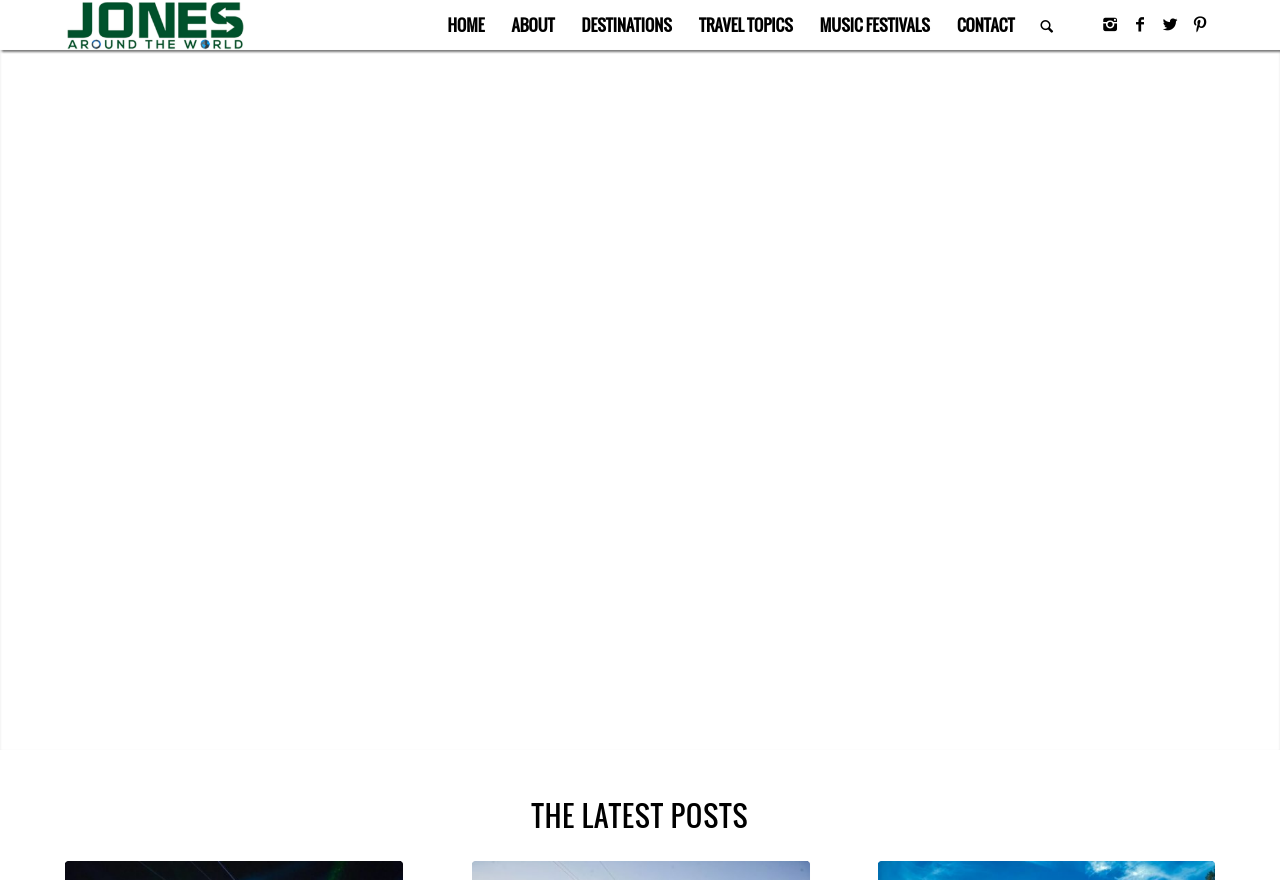 JONES
AROUND THE WORLD
HOME ABOUT DESTINATIONS TRAVEL TOPICS MUSIC FESTIVALS CONTACT
THE LATEST POSTS